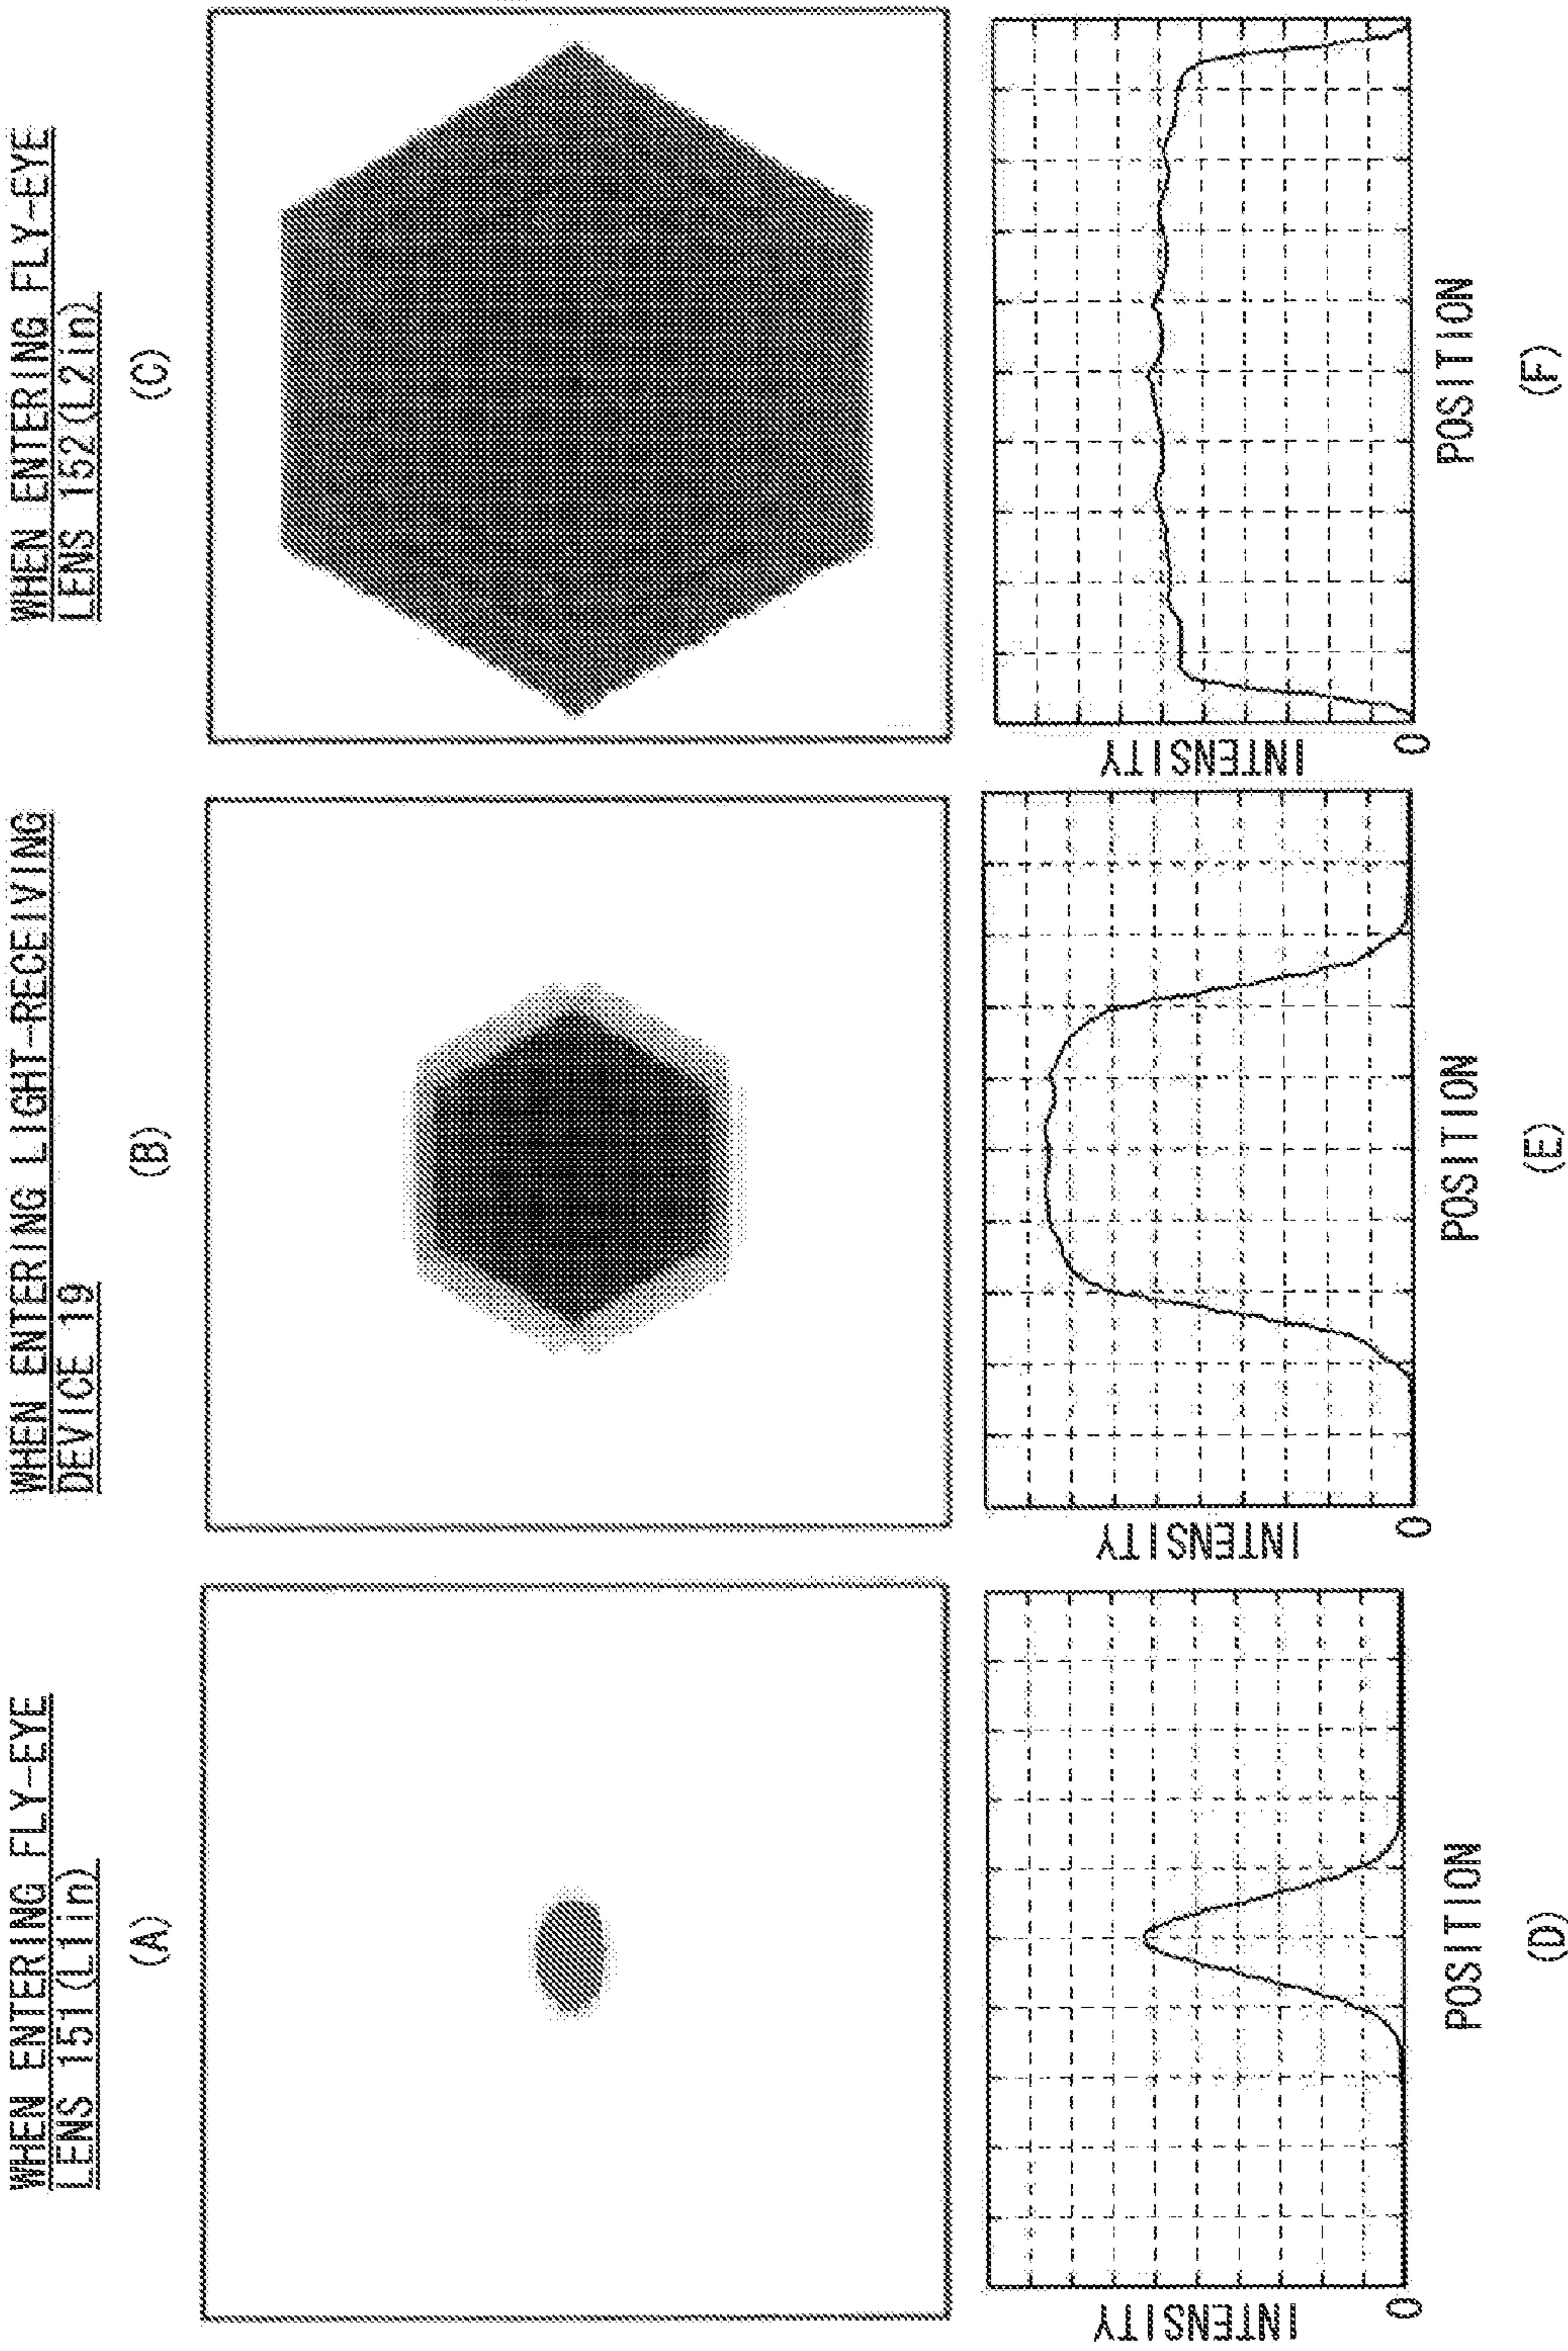 WHEN ENTERING FLY-EYE
LENS 151(L1in)
WHEN ENTERING LIGHT-RECEIVING
DEVICE 19
WHEN ENTERING FLY-EYE
LENS 152(L2in)
(A)
(B)
(C)
INTENSITY
0
POSITION
(D)
INTENSITY
0
POSITION
(E)
INTENSITY
0
POSITION
(F)